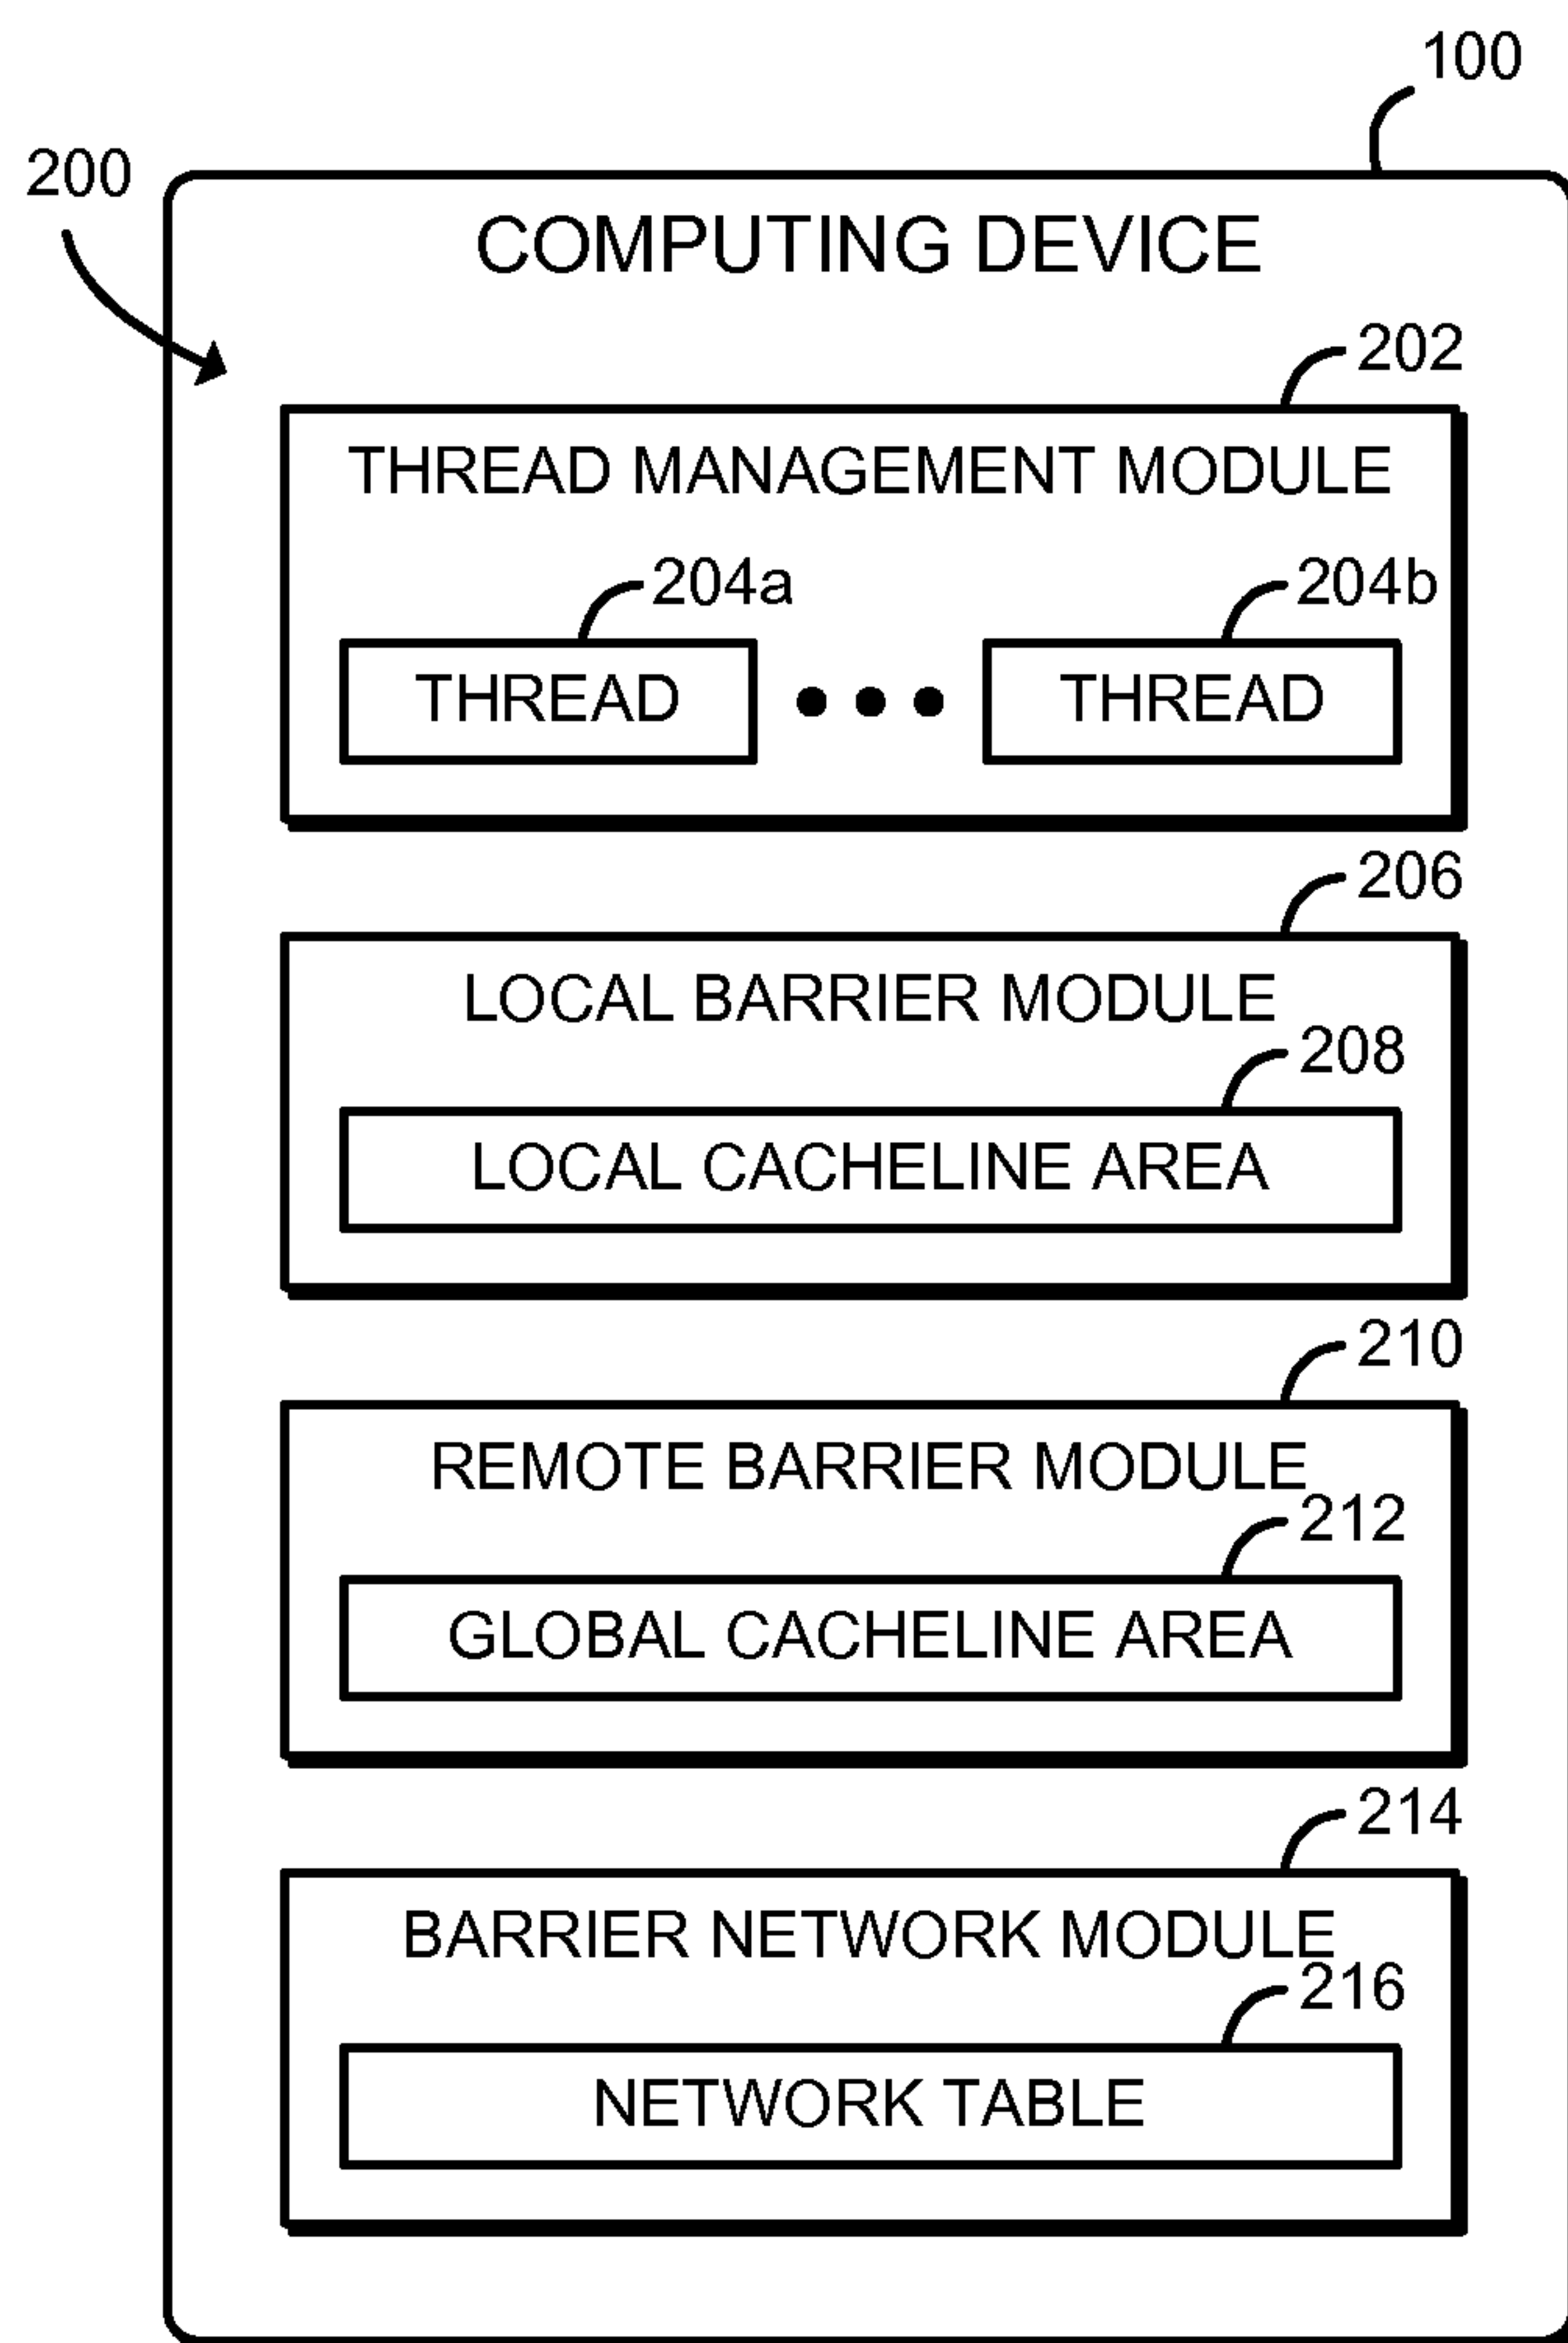 100
200
COMPUTING DEVICE
202
THREAD MANAGEMENT MODULE
204a 204b
THREAD THREAD
206
LOCAL BARRIER MODULE
208
LOCAL CACHELINE AREA
210
REMOTE BARRIER MODULE
212
GLOBAL CACHELINE AREA
214
BARRIER NETWORK MODULE
216
NETWORK TABLE